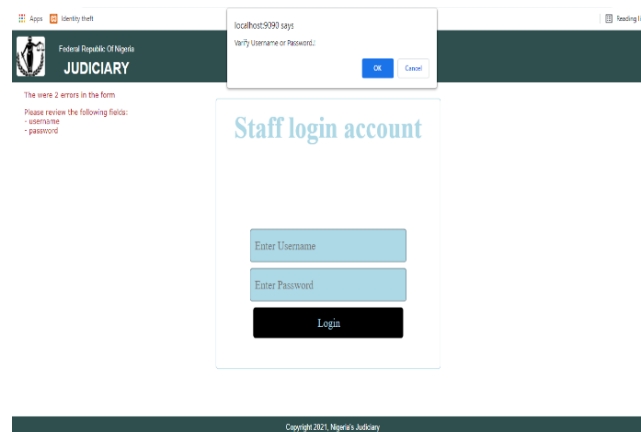 Apps Identity theft
Reading li
localhost:9090 says
Varify Username or Password.!
OK Cancel
Federal Republic Of Nigeria
JUDICIARY
The were 2 errors in the form
Please review the following fields:
- username
- password
Staff login account
Enter Username
Enter Password
Login
Copyright 2021, Nigeria's Judiciary